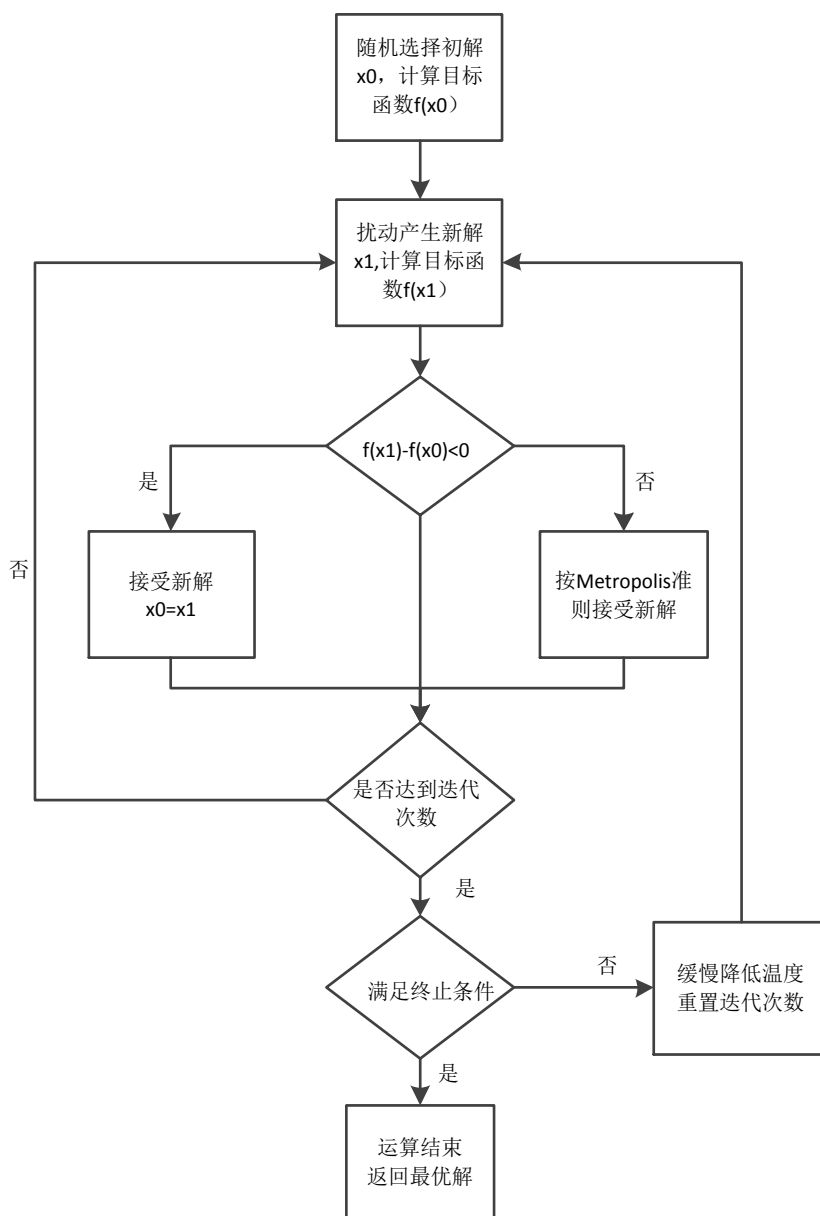 随机选择初解
x0，计算目标
函数f(x0）
扰动产生新解
x1,计算目标函
数f(x1）
f(x1)-f(x0)<0
是
否
否
接受新解
x0=x1
按Metropolis准
则接受新解
是否达到迭代
次数
是
满足终止条件
否
缓慢降低温度
重置迭代次数
是
运算结束
返回最优解